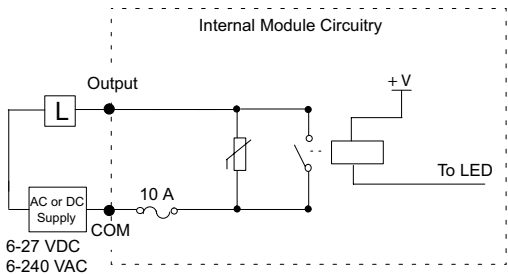 Internal Module Circuitry
Output
+ V
L
To LED
10 A
AC or DC
Supply
COM
6-27 VDC
6-240 VAC